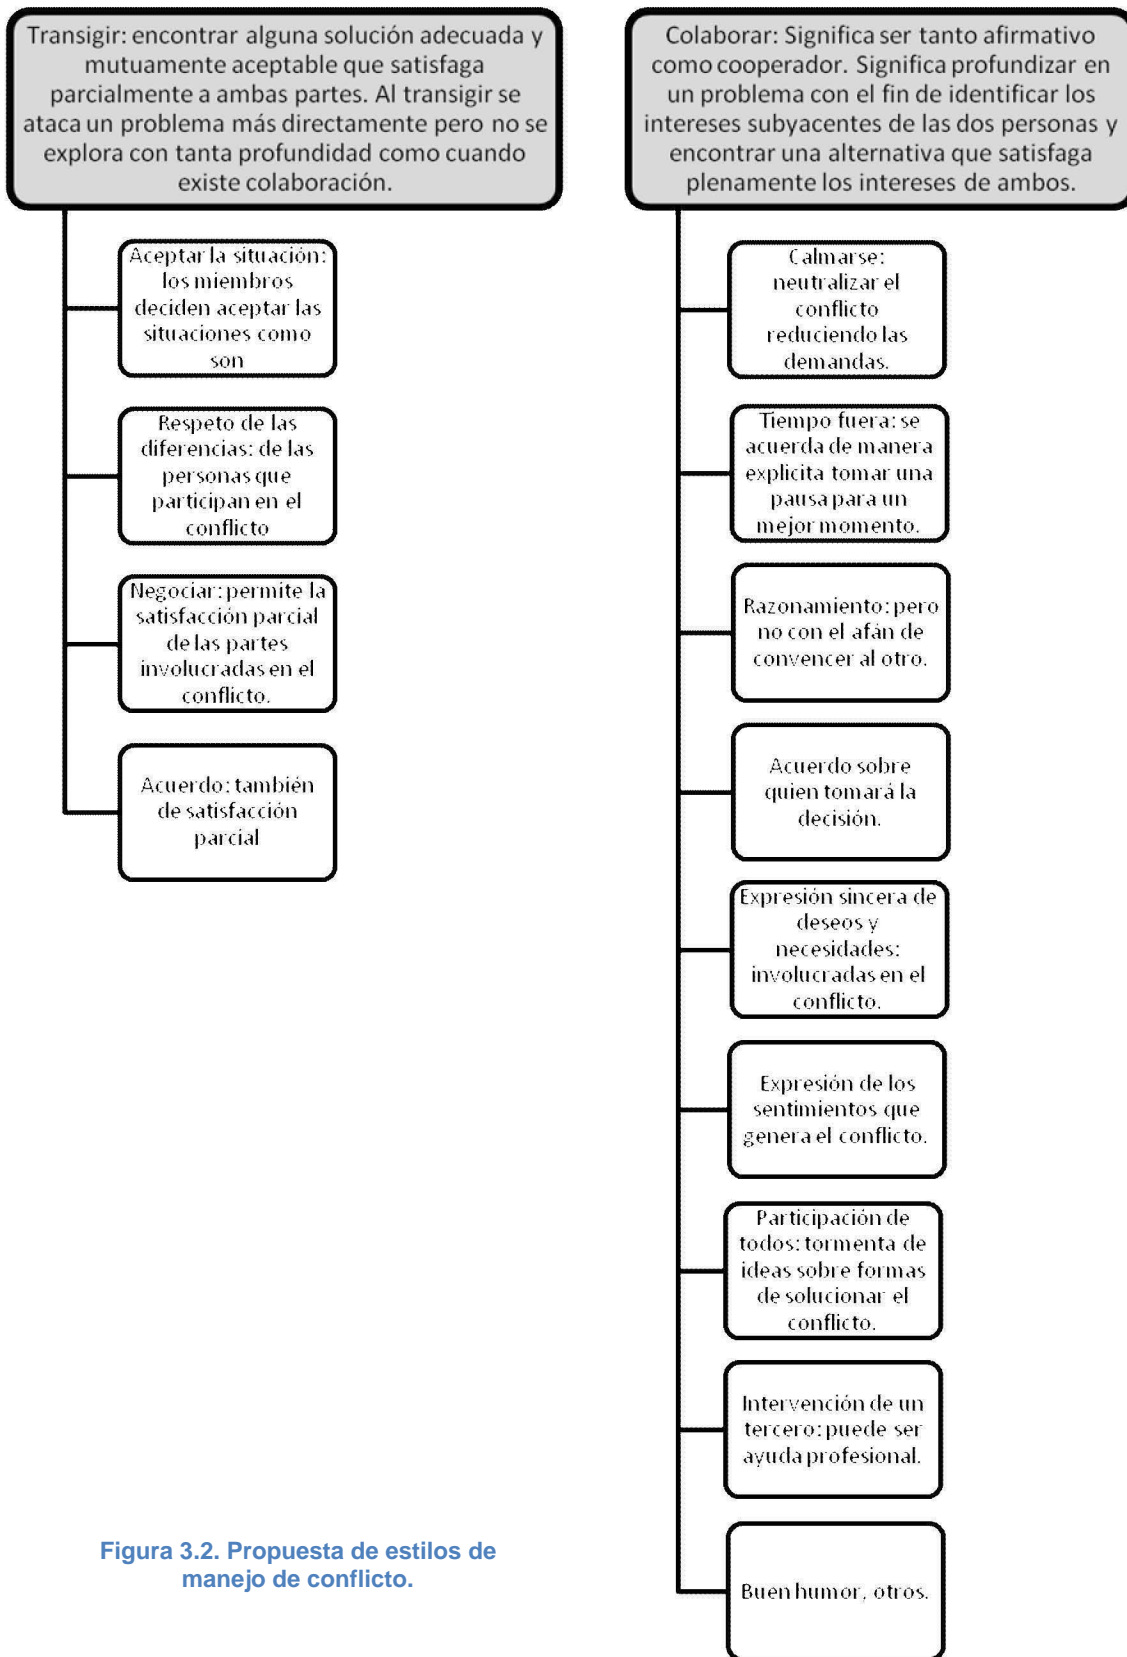 Transigir: encontrar alguna solución adecuada y
mutuamente aceptable que satisfaga
parcialmente a ambas partes. Al transigir se
ataca un problema más directamente pero no se
explora con tanta profundidad como cuando
existe colaboración.
Aceptar la situación:
los miembros
deciden aceptar las
situaciones como
son
Respeto de las
diferencias: de las
personas que
participan en el
conflicto
Negociar: permite la
satisfacción parcial
de las partes
involucradas en el
conflicto.
Acuerdo: también
de satisfacción
parcial
Colaborar: Significa ser tanto afirmativo
como cooperador. Significa profundizar en
un problema con el fin de identificar los
intereses subyacentes de las dos personas y
encontrar una alternativa que satisfaga
plenamente los intereses de ambos.
Calmarse:
neutralizar el
conflicto
reduciendo las
demandas.
Tiempo fuera: se
acuerda de manera
explicita tomar una
pausa para un
mejor momento.
Razonamiento: pero
no con el afán de
convencer al otro.
Acuerdo sobre
quien tomará la
decisión.
Expresión sincera de
deseos y
necesidades:
involucradas en el
conflicto.
Expresión de los
sentimientos que
genera el conflicto.
Participación de
todos: tormenta de
ideas sobre formas
de solucionar el
conflicto.
Intervención de un
tercero: puede ser
ayuda profesional.
Buen humor, otros.
Figura 3.2. Propuesta de estilos de
manejo de conflicto.